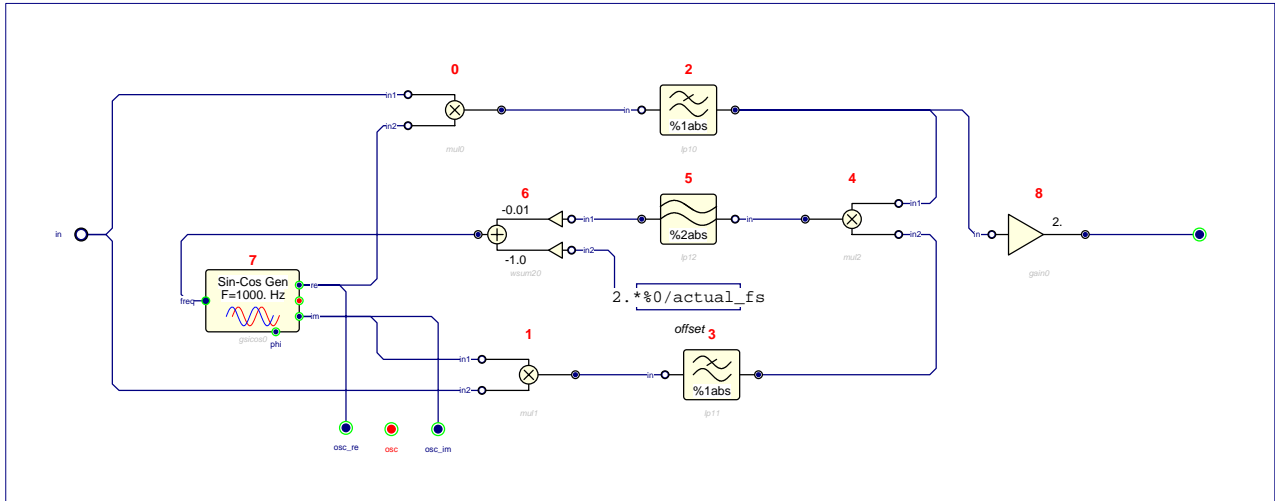 0
2
in1
in2
mul0
in
%1abs
lp10
6
5
4
8
-0.01
-1.0
in1
in2
wsum20
in
%2abs
lp12
in1
in2
mul2
in
2.
gain0
in
7
Sin-Cos Gen
F=1000. Hz
freq
re
im
phi
gsicos0
2.*%0/actual_fs
offset
1
3
in1
in2
mul1
in
%1abs
lp11
osc_re
osc
osc_im